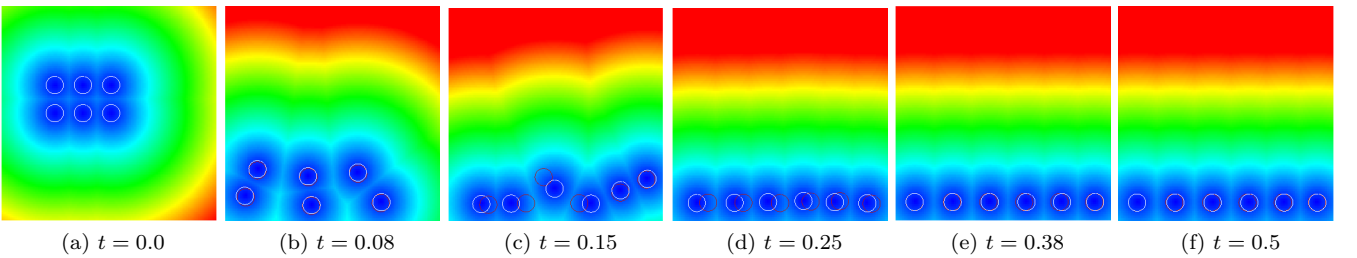 (a) t = 0.0 (b) t = 0.08 (c) t = 0.15 (d) t = 0.25 (e) t = 0.38 (f) t = 0.5